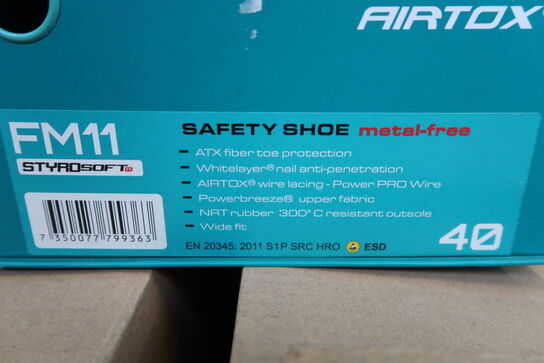 AIRTOX®
FM11
STYROSOFT
SAFETY SHOE metal-free
- ATX fiber toe protection
- Whitelayer® nail anti-penetration
- AIRTOX® wire lacing - Power PRO Wire
- Powerbreeze® upper fabric
- NRT rubber 300° C resistant outsole
- Wide fit
7 350077 799363
EN 20345: 2011 S1P SRC HRO ESD
40